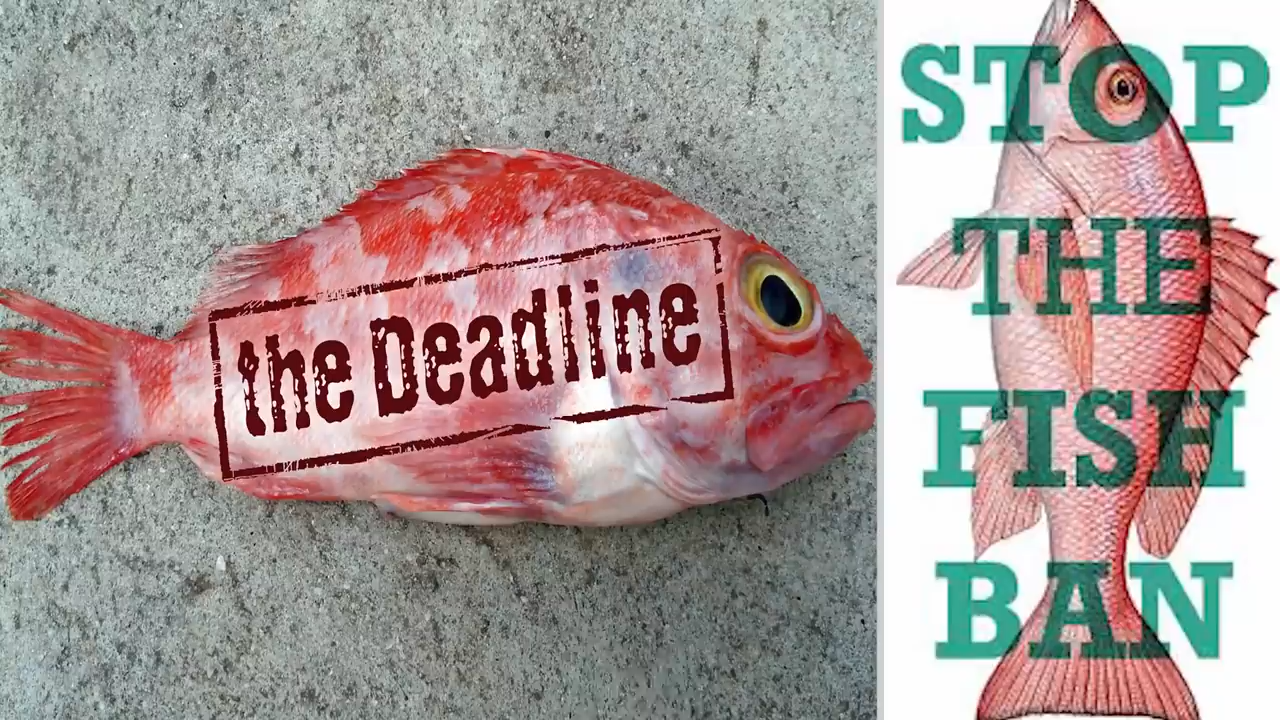 the Deadline
STOP
THE
FISH
BAN